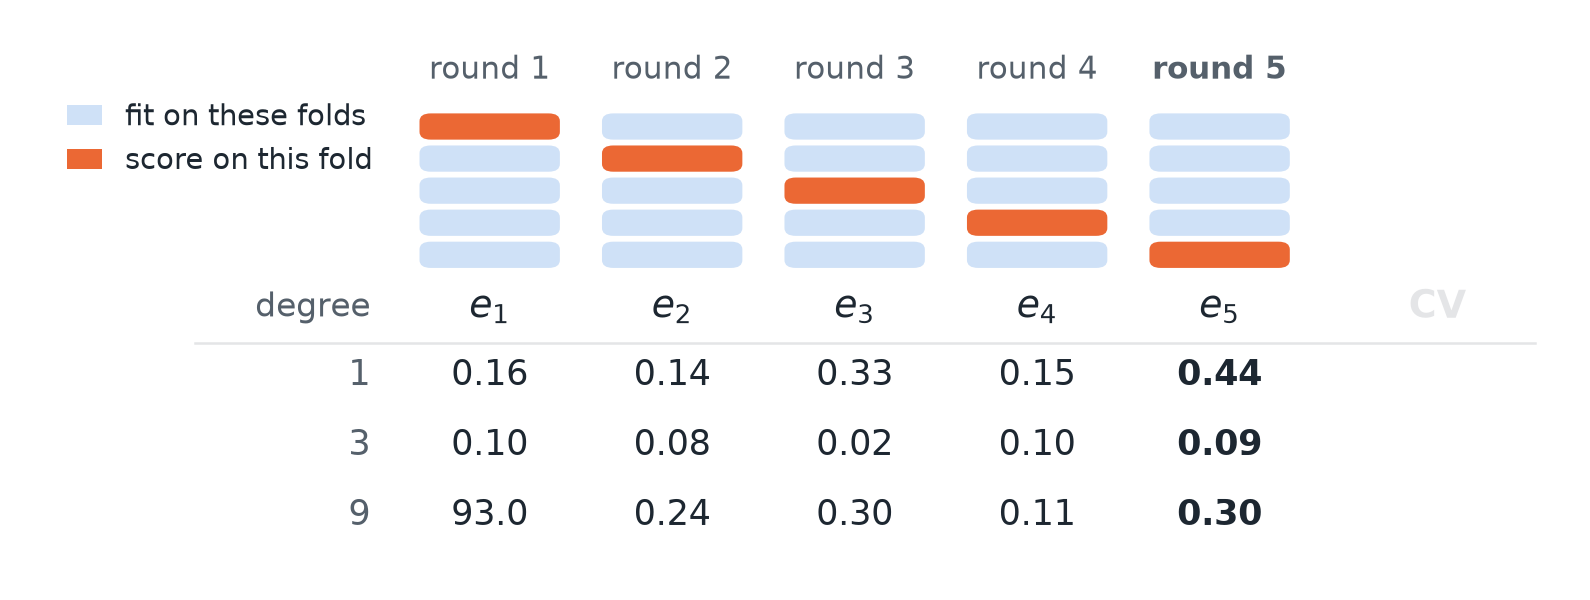 round 1 round 2 round 3 round 4 round 5
fit on these folds
score on this fold
degree e1 e2 e3 e4 e5 CV
1 0.16 0.14 0.33 0.15 0.44
3 0.10 0.08 0.02 0.10 0.09
9 93.0 0.24 0.30 0.11 0.30